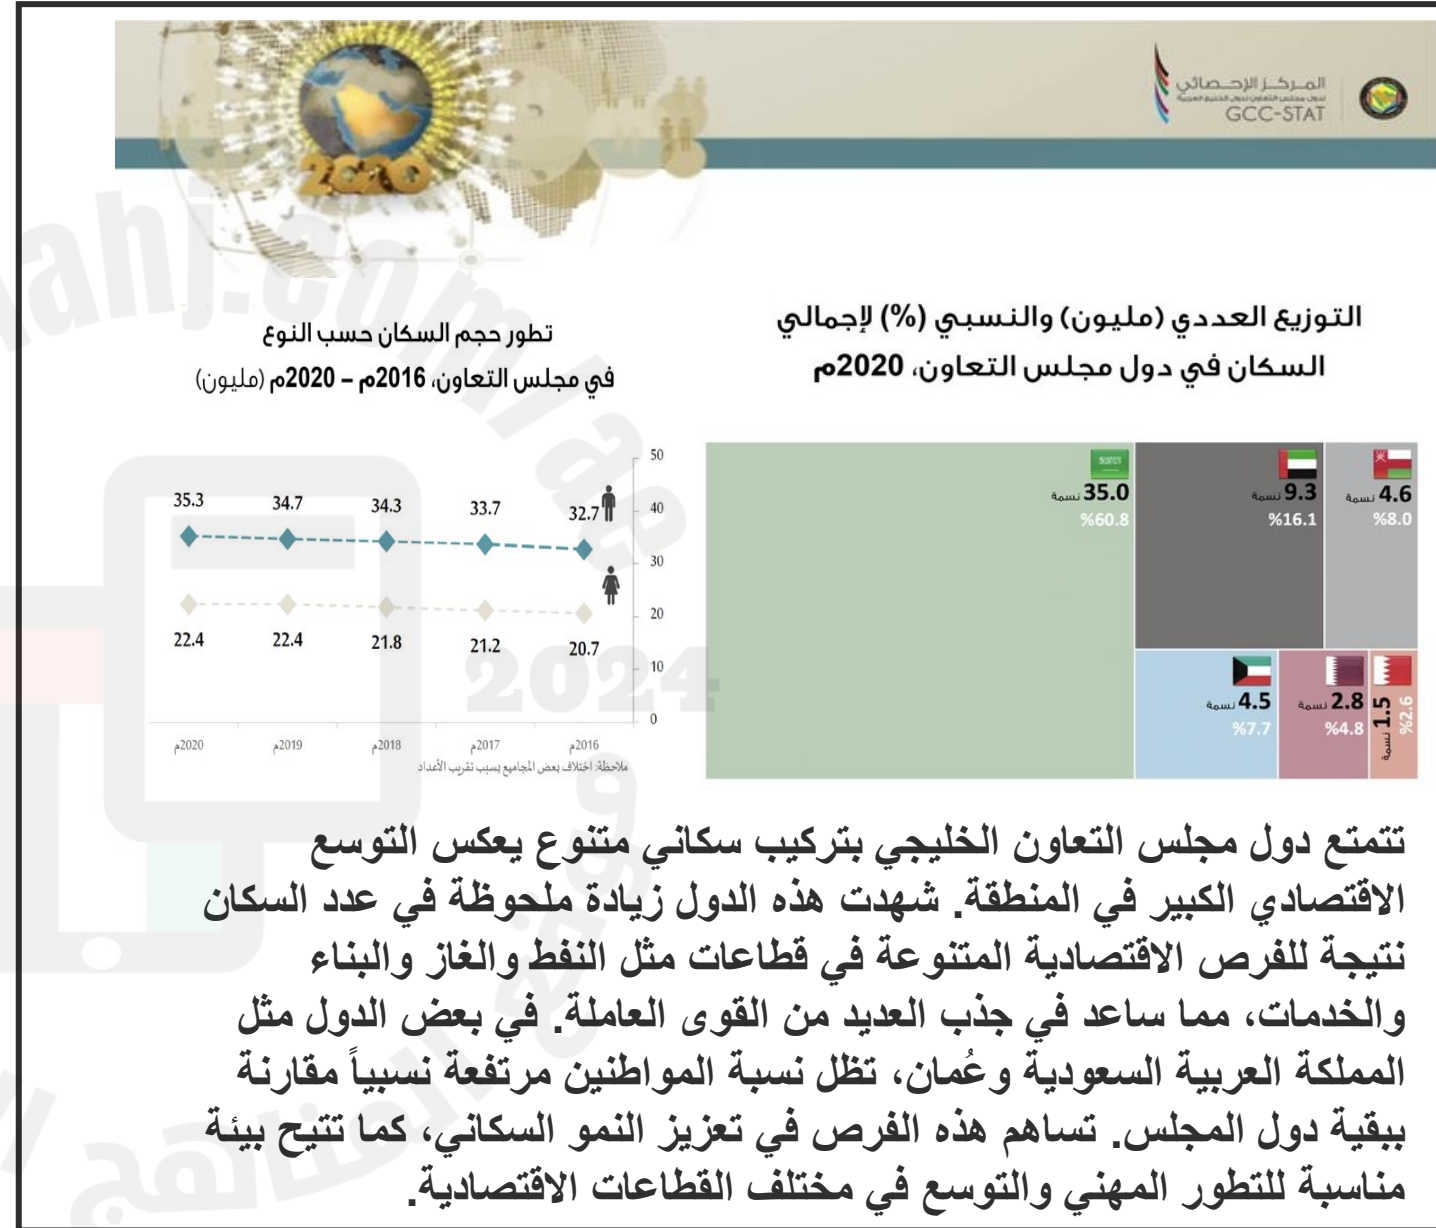 المركز الإحصائي
لدول مجلس التعاون لدول الخليج العربية
GCC-STAT
2020
التوزيع العددي (مليون) والنسبي (%) لإجمالي
السكان في دول مجلس التعاون، 2020م
4.6 نسمة
%8.0
9.3 نسمة
%16.1
35.0 نسمة
%60.8
1.5 نسمة
%2.6
2.8 نسمة
%4.8
4.5 نسمة
%7.7
تطور حجم السكان حسب النوع
في مجلس التعاون، 2016م – 2020م (مليون)
50
40
30
20
10
0
35.3 34.7 34.3 33.7 32.7
22.4 22.4 21.8 21.2 20.7
2020م 2019م 2018م 2017م 2016م
ملاحظة: اختلاف بعض المجاميع بسبب تقريب الأعداد
تتمتع دول مجلس التعاون الخليجي بتركيب سكاني متنوع يعكس التوسع
الاقتصادي الكبير في المنطقة. شهدت هذه الدول زيادة ملحوظة في عدد السكان
نتيجة للفرص الاقتصادية المتنوعة في قطاعات مثل النفط والغاز والبناء
والخدمات، مما ساعد في جذب العديد من القوى العاملة. في بعض الدول مثل
المملكة العربية السعودية وعُمان، تظل نسبة المواطنين مرتفعة نسبياً مقارنة
ببقية دول المجلس. تساهم هذه الفرص في تعزيز النمو السكاني، كما تتيح بيئة
مناسبة للتطور المهني والتوسع في مختلف القطاعات الاقتصادية.
ahj.com/ae
2024
موقع المناهج